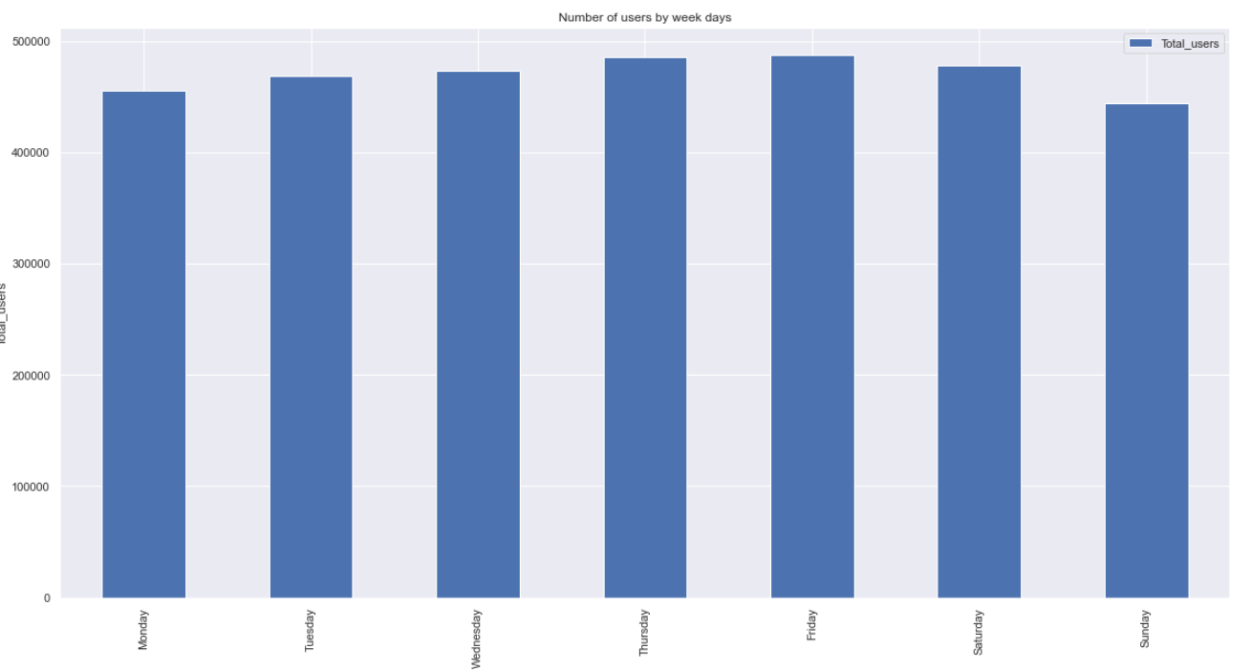 Number of users by week days
Total_users
500000
400000
300000
200000
100000
0
Total_users
Monday
Tuesday
Wednesday
Thursday
Friday
Saturday
Sunday